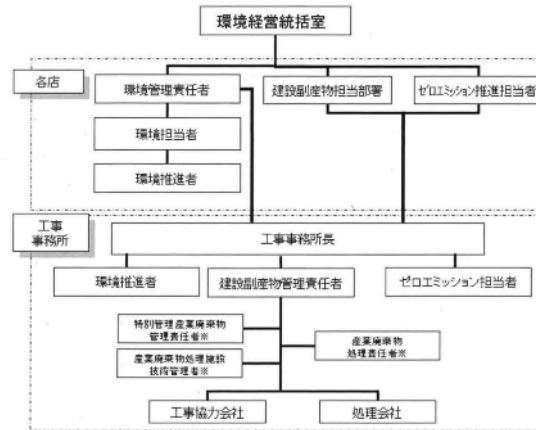 環境経営統括室
各店
環境管理責任者
建設副産物担当部署
ゼロエミッション推進担当者
環境担当者
環境推進者
工事
事務所
工事事務所長
環境推進者
建設副産物管理責任者
ゼロエミッション担当者
特別管理産業廃棄物
管理責任者※
産業廃棄物
処理責任者※
産業廃棄物処理施設
技術管理者※
工事協力会社
処理会社